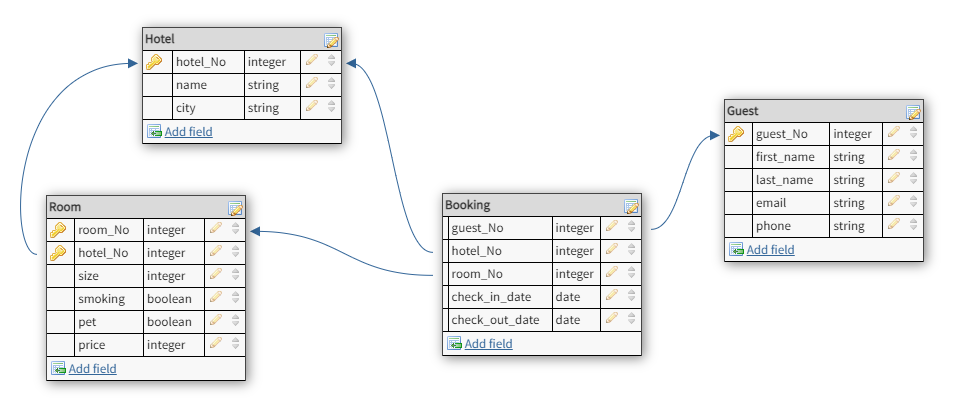 Hotel
hotel_No integer
name string
city string
Add field
Guest
guest_No integer
first_name string
last_name string
email string
phone string
Add field
Room
room_No integer
hotel_No integer
size integer
smoking boolean
pet boolean
price integer
Add field
Booking
guest_No integer
hotel_No integer
room_No integer
check_in_date date
check_out_date date
Add field